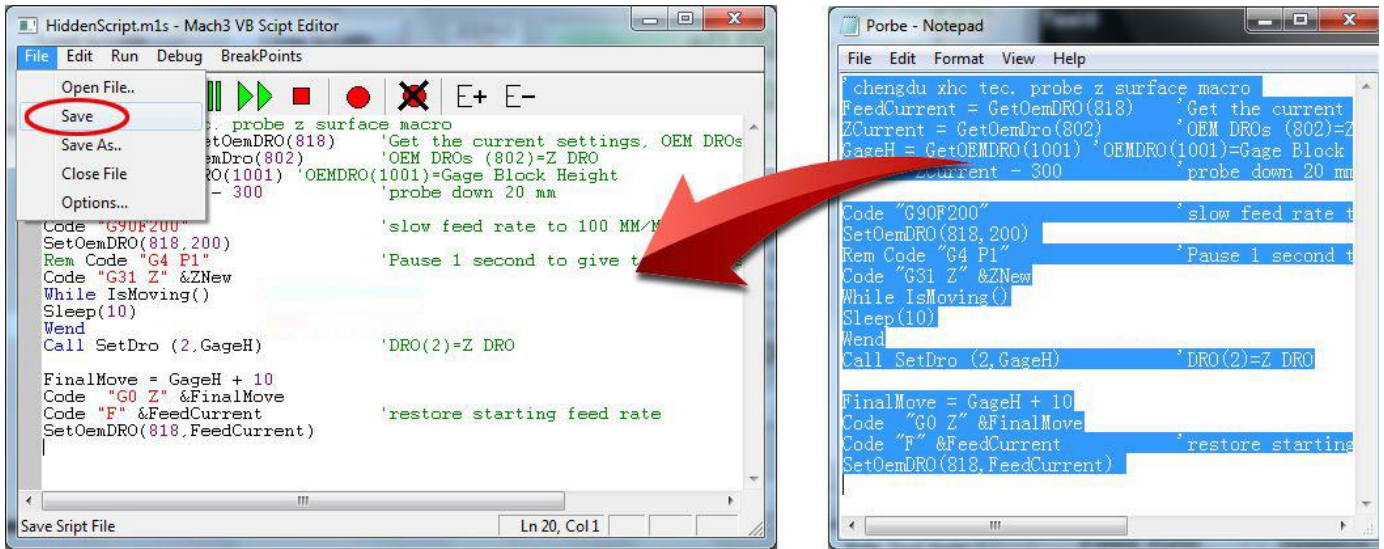 HiddenScript.m1s - Mach3 VB Scipt Editor
File Edit Run Debug BreakPoints
Open File..
Save
Save As..
Close File
Options...
E+ E-
. probe z surface macro
etOemDRO(818) 'Get the current settings, OEM DROs
emDro(802) 'OEM DROs (802)=Z DRO
RO(1001) 'OEMDRO(1001)=Gage Block Height
- 300 'probe down 20 mm
Code "G90F200" 'slow feed rate to 100 MM/M
SetOemDRO(818,200)
Rem Code "G4 P1" 'Pause 1 second to give t
Code "G31 Z" &ZNew
While IsMoving()
Sleep(10)
Wend
Call SetDro (2,GageH) 'DRO(2)=Z DRO
FinalMove = GageH + 10
Code "G0 Z" &FinalMove
Code "F" &FeedCurrent 'restore starting feed rate
SetOemDRO(818,FeedCurrent)
Save Sript File
Ln 20, Col 1
Porbe - Notepad
File Edit Format View Help
'chengdu xhc tec. probe z surface macro
FeedCurrent = GetOemDRO(818) 'Get the current
ZCurrent = GetOemDro(802) 'OEM DROs (802)=Z
GageH = GetOEMDRO(1001) 'OEMDRO(1001)=Gage Block
ZCurrent - 300 'probe down 20 mm
Code "G90F200" 'slow feed rate t
SetOemDRO(818,200)
Rem Code "G4 P1" 'Pause 1 second t
Code "G31 Z" &ZNew
While IsMoving()
Sleep(10)
Wend
Call SetDro (2,GageH) 'DRO(2)=Z DRO
FinalMove = GageH + 10
Code "G0 Z" &FinalMove
Code "F" &FeedCurrent 'restore starting
SetOemDRO(818,FeedCurrent)